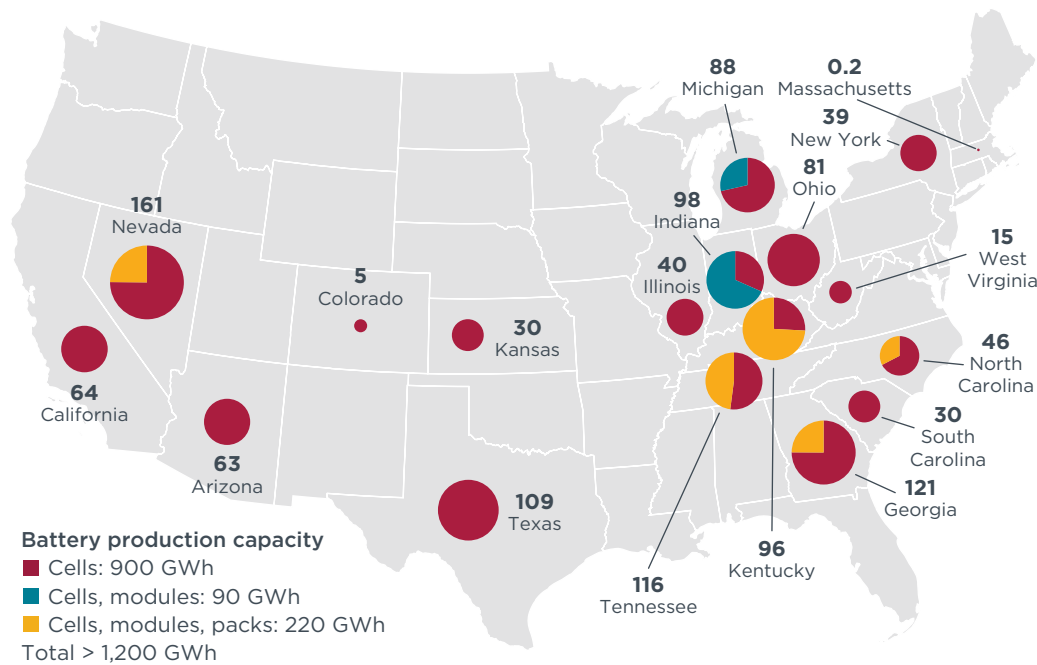 88
Michigan
0.2
Massachusetts
39
New York
81
Ohio
98
Indiana
161
Nevada
15
West
Virginia
40
Illinois
5
Colorado
30
Kansas
46
North
Carolina
64
California
30
South
Carolina
63
Arizona
121
Georgia
109
Texas
96
Kentucky
116
Tennessee
Battery production capacity
Cells: 900 GWh
Cells, modules: 90 GWh
Cells, modules, packs: 220 GWh
Total > 1,200 GWh